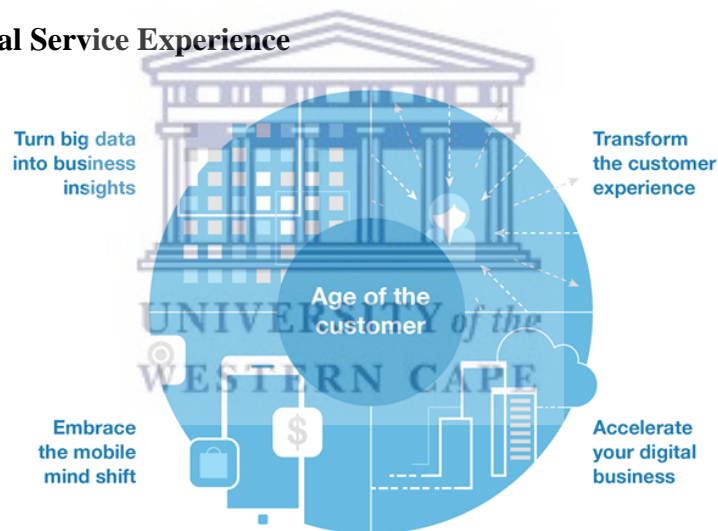 al Service Experience
Turn big data
into business
insights
Transform
the customer
experience
Age of the
customer
UNIVERSITY of the
WESTERN CAPE
Embrace
the mobile
mind shift
$
Accelerate
your digital
business